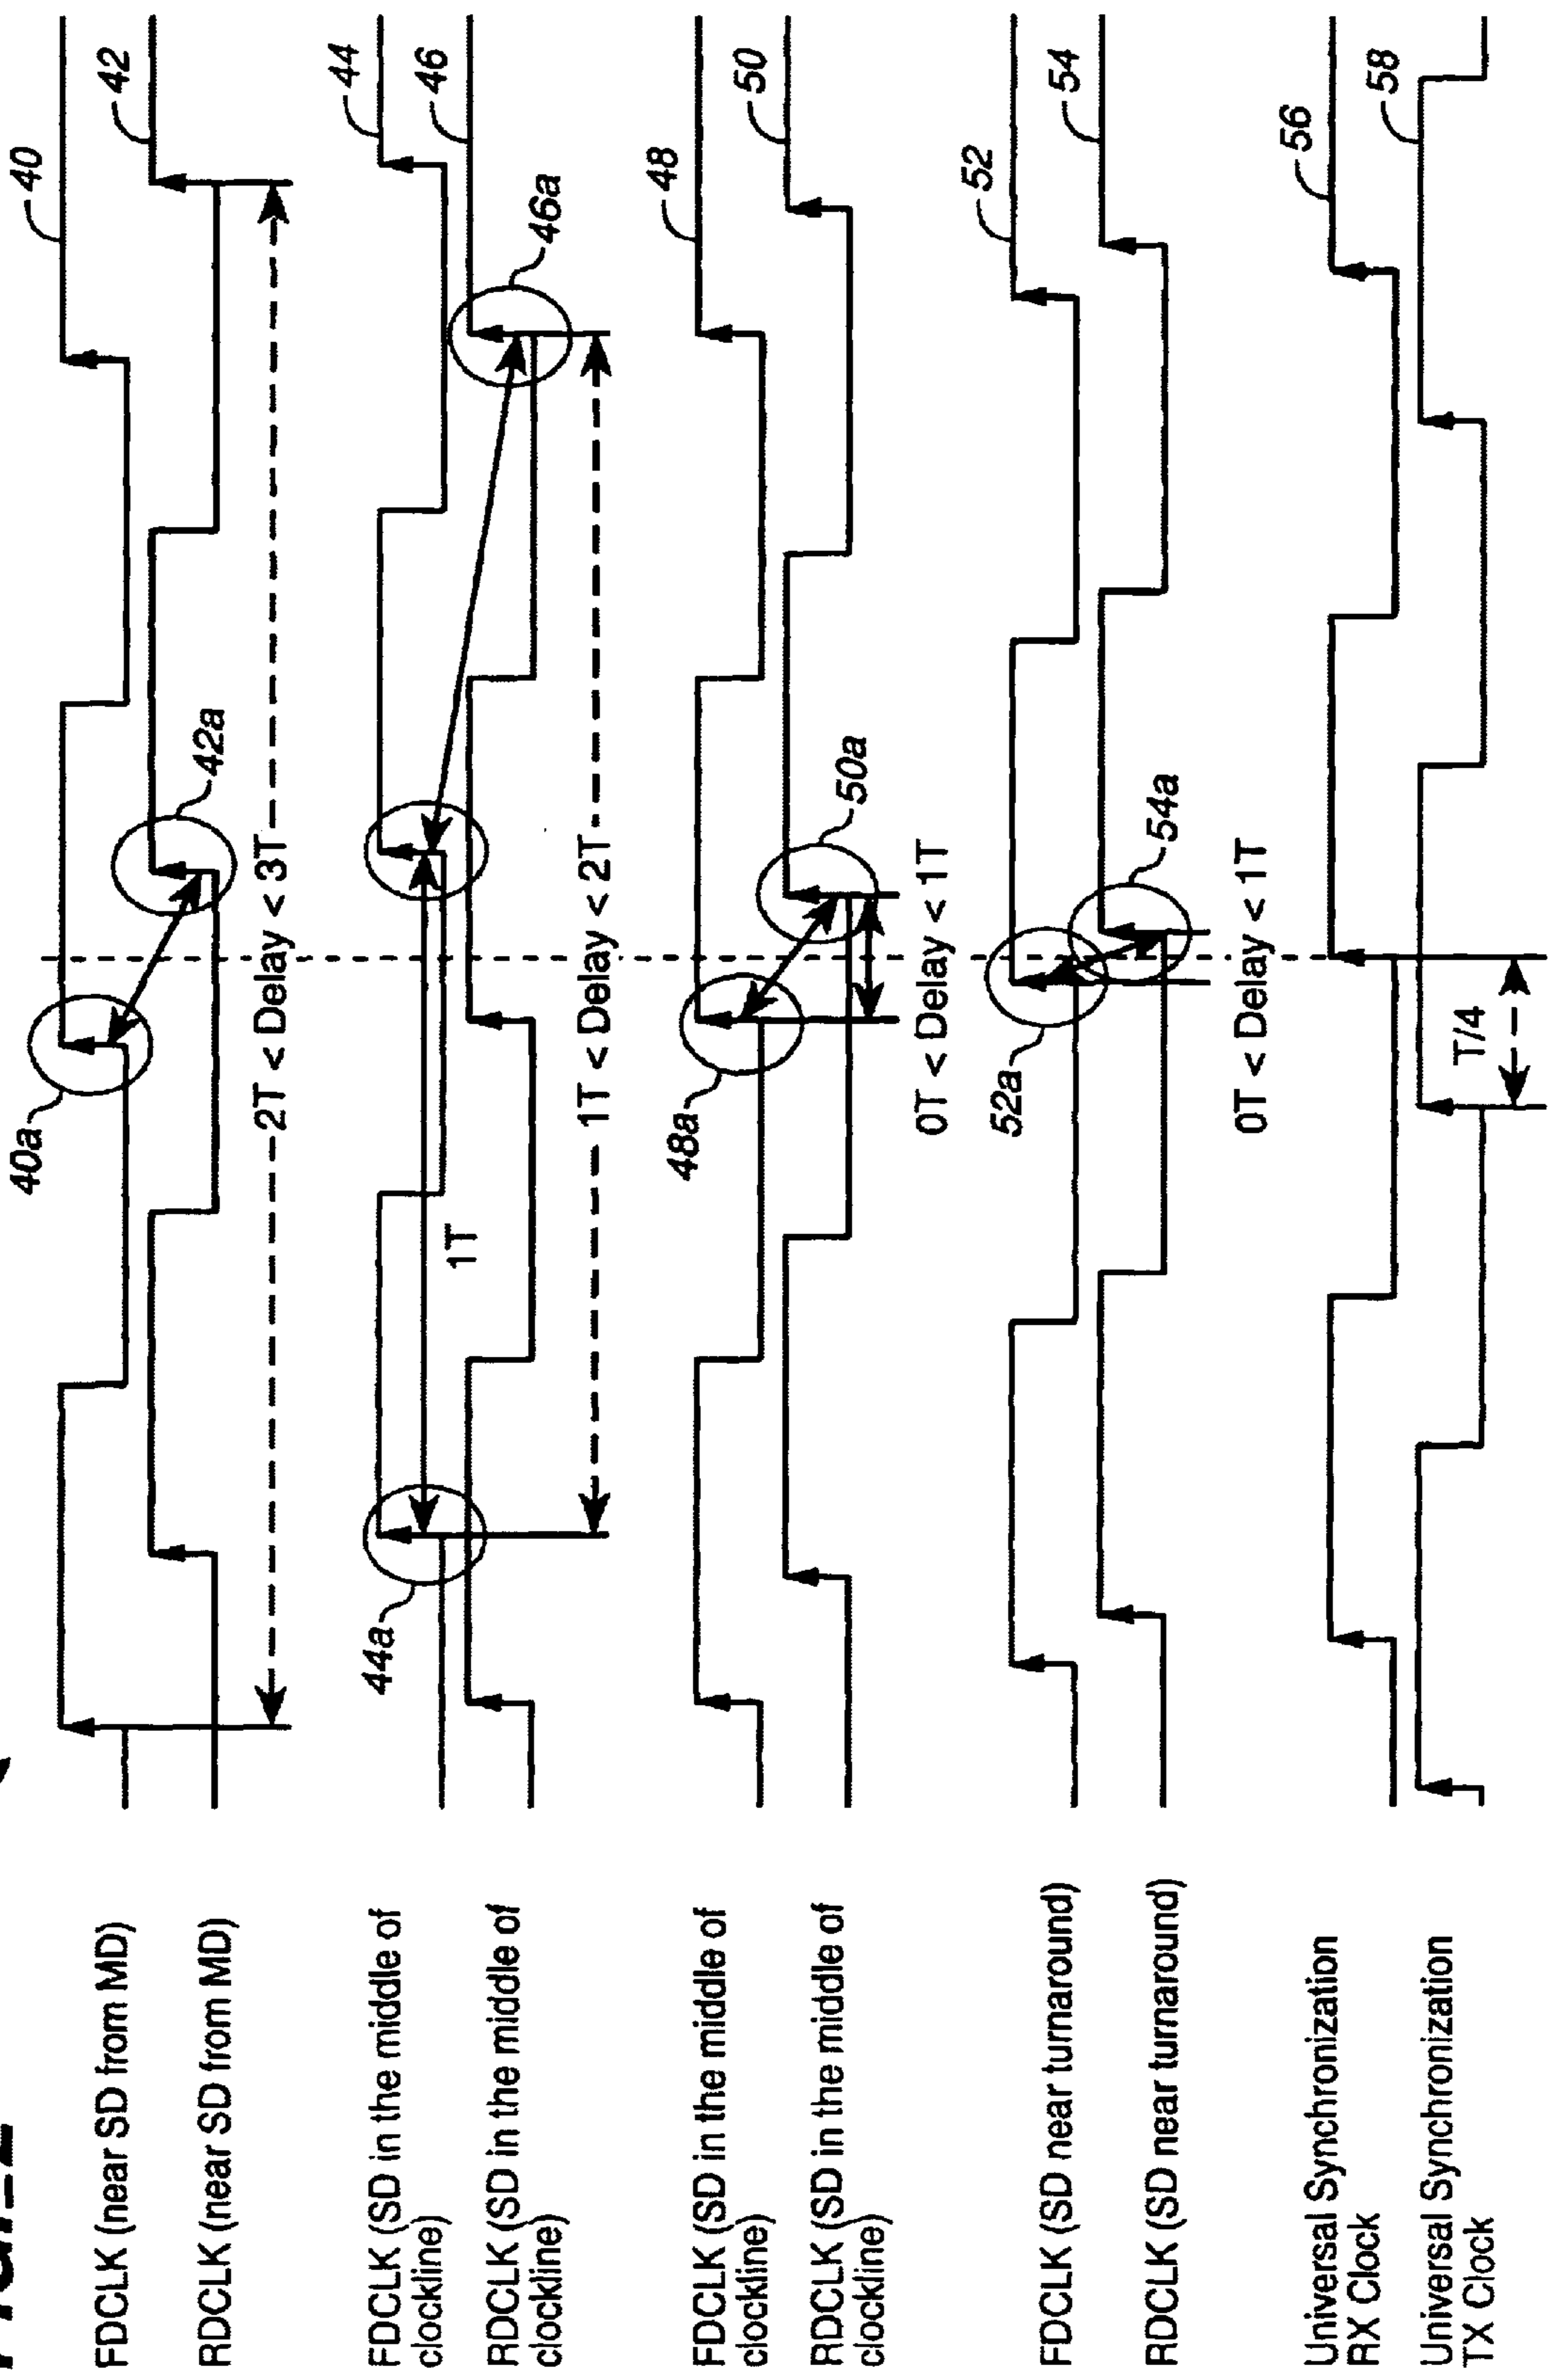 FDCLK (near SD from MD)
40a
40
RDCLK (near SD from MD)
42a
42
2T < Delay < 3T
FDCLK (SD in the middle of
clockline)
44a
44
1T
RDCLK (SD in the middle of
clockline)
46a
46
1T < Delay < 2T
FDCLK (SD in the middle of
clockline)
48a
48
RDCLK (SD in the middle of
clockline)
50a
50
0T < Delay < 1T
FDCLK (SD near turnaround)
52a
52
RDCLK (SD near turnaround)
54a
54
0T < Delay < 1T
Universal Synchronization
RX Clock
56
Universal Synchronization
TX Clock
T/4
58